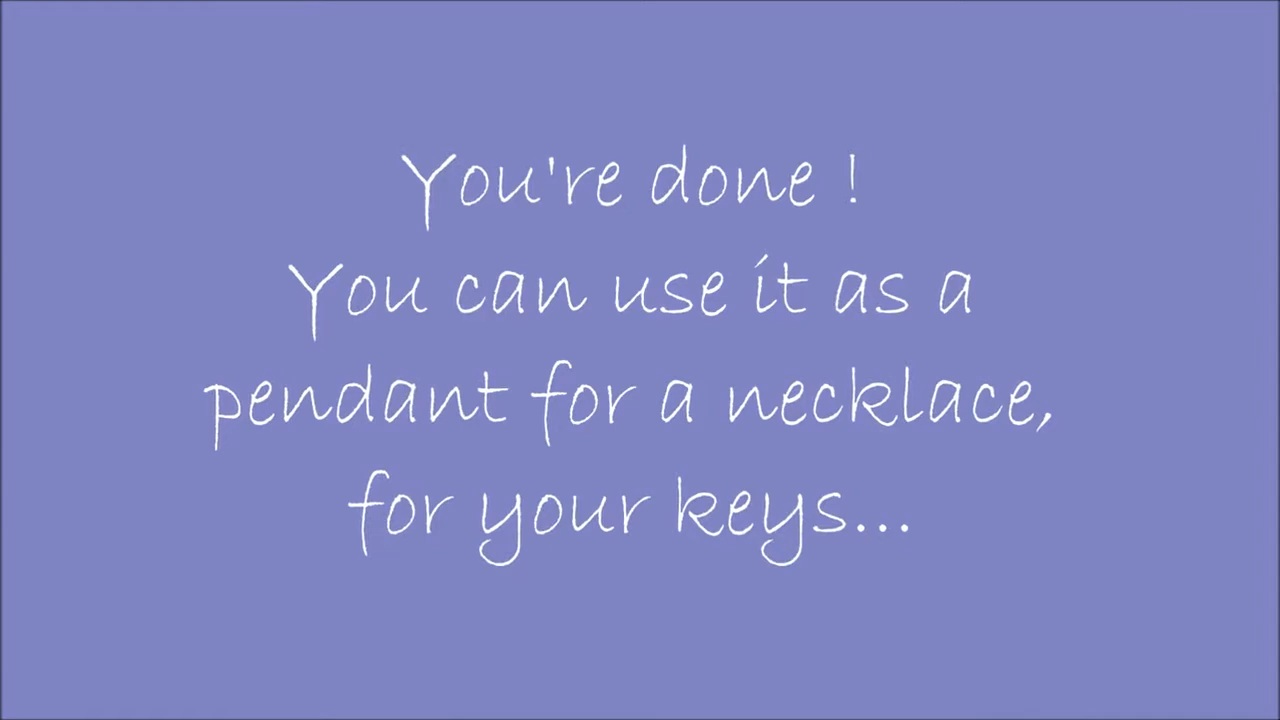 You're done !
You can use it as a
pendant for a necklace,
for your keys...